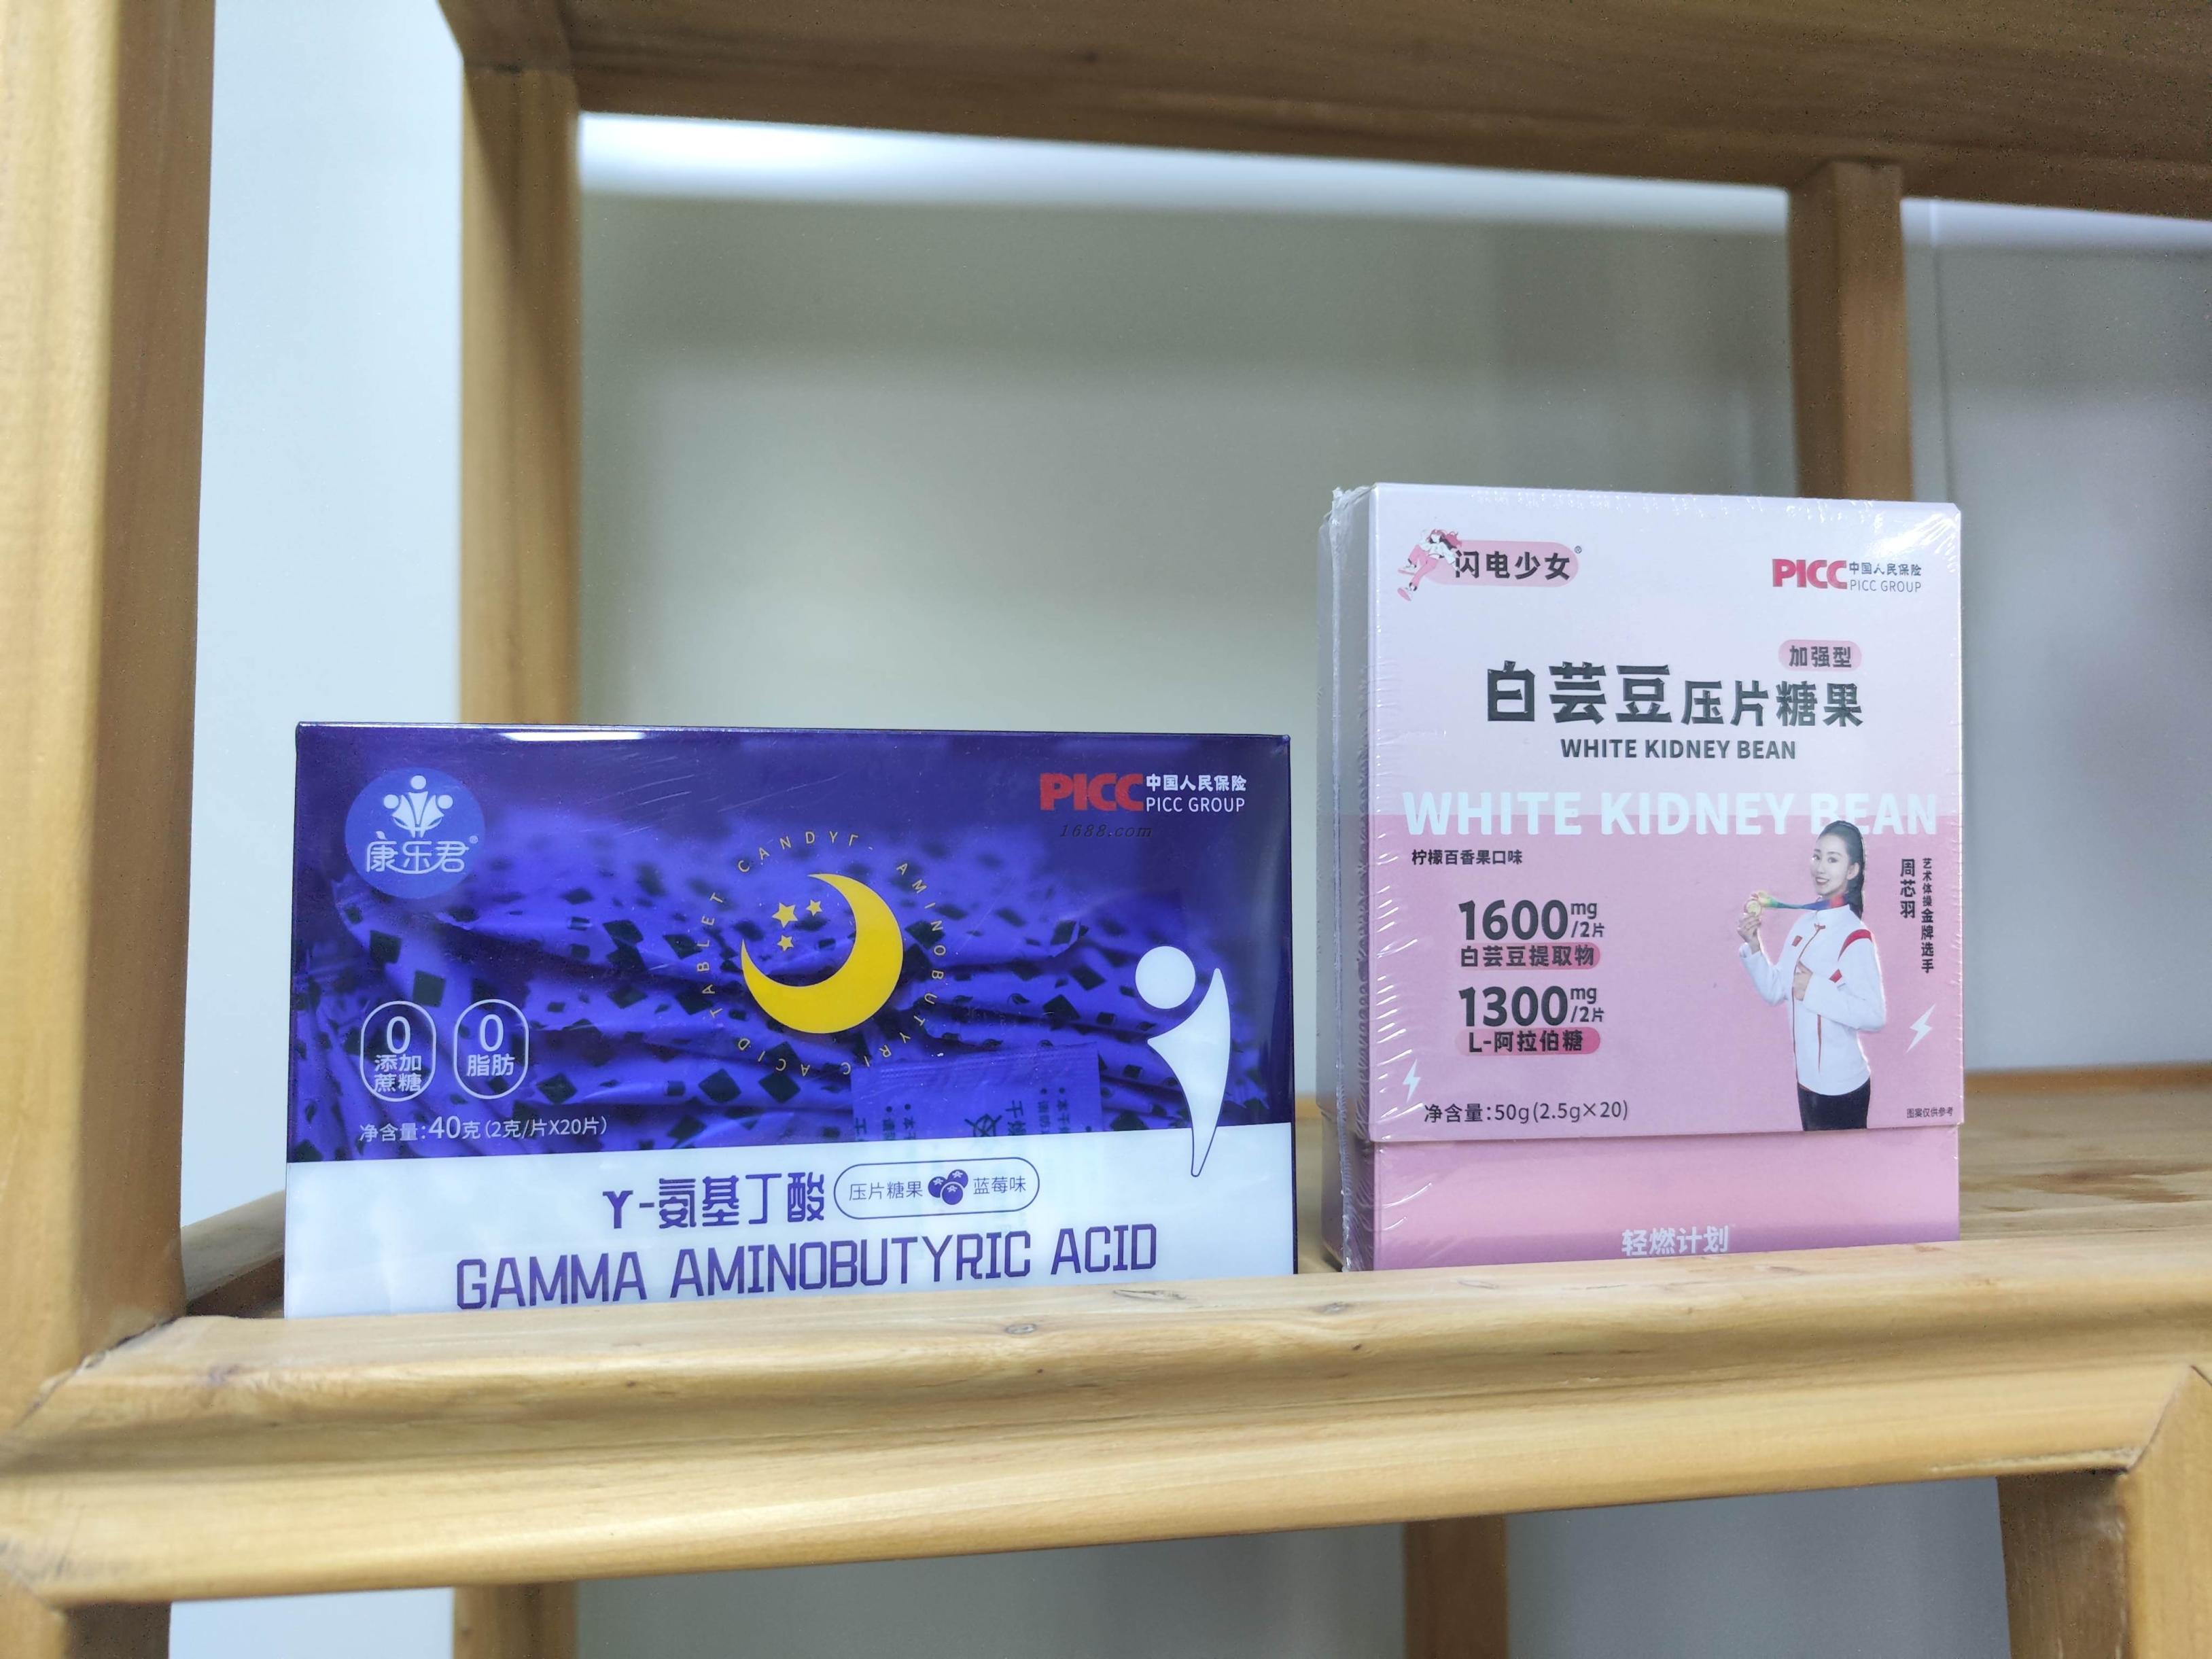 康乐君®
PICC 中国人民保险
PICC GROUP
1688.com
TABLET CANDYΓ- AMINOBUTYRIC ACID
0
添加
蔗糖
0
脂肪
净含量:40克(2克/片X20片)
γ-氨基丁酸
压片糖果 蓝莓味
GAMMA AMINOBUTYRIC ACID
闪电少女®
PICC 中国人民保险
PICC GROUP
加强型
白芸豆压片糖果
WHITE KIDNEY BEAN
WHITE KIDNEY BEAN
柠檬百香果口味
1600mg/2片
白芸豆提取物
1300mg/2片
L-阿拉伯糖
艺术体操金牌选手
周芯羽
净含量:50g(2.5g×20)
图案仅供参考
轻燃计划